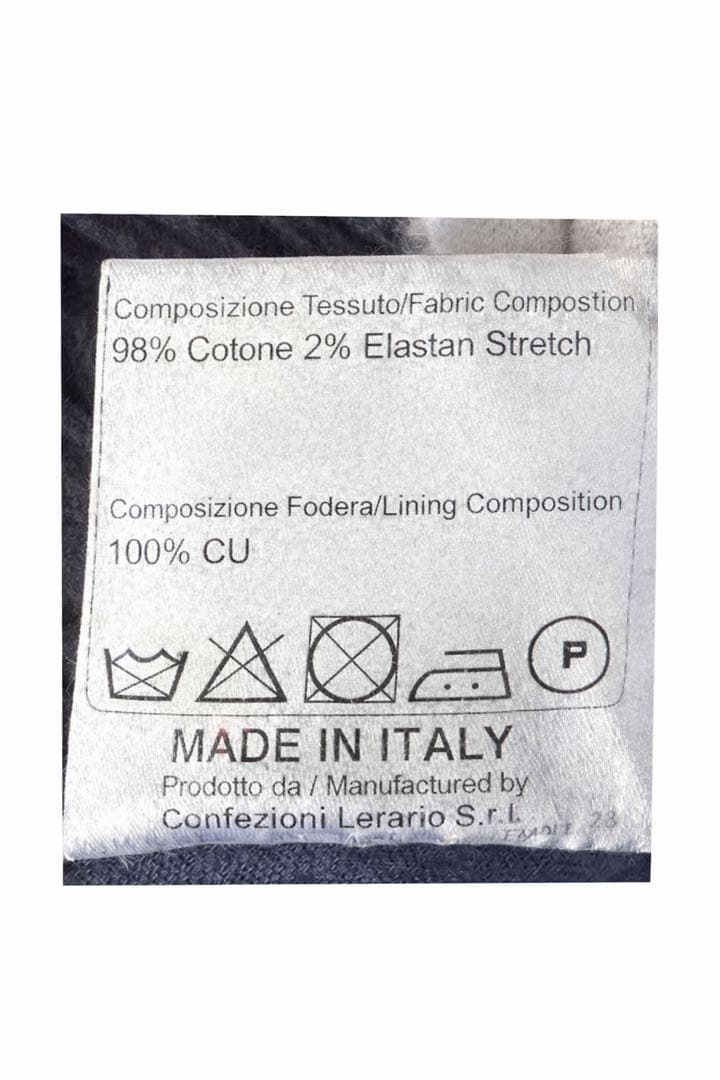 Composizione Tessuto/Fabric Compostion
98% Cotone 2% Elastan Stretch
Composizione Fodera/Lining Composition
100% CU
P
MADE IN ITALY
Prodotto da / Manufactured by
Confezioni Lerario S.r.l.
23